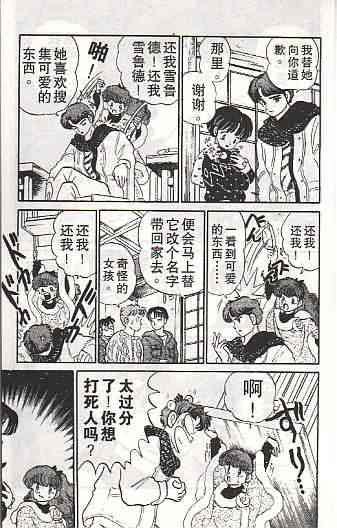 我替她
向你道
歉。
那里。
谢谢。
还我雪鲁
德！还我
雪鲁德！
啪！
她喜欢搜
集可爱的
东西。
还我！
还我！
一看到可爱
的东西……
便会马上替
它改个名字
带回家去。
奇怪的
女孩。
还我！
还我！
啊！
太过分
了！你想
打死人吗？